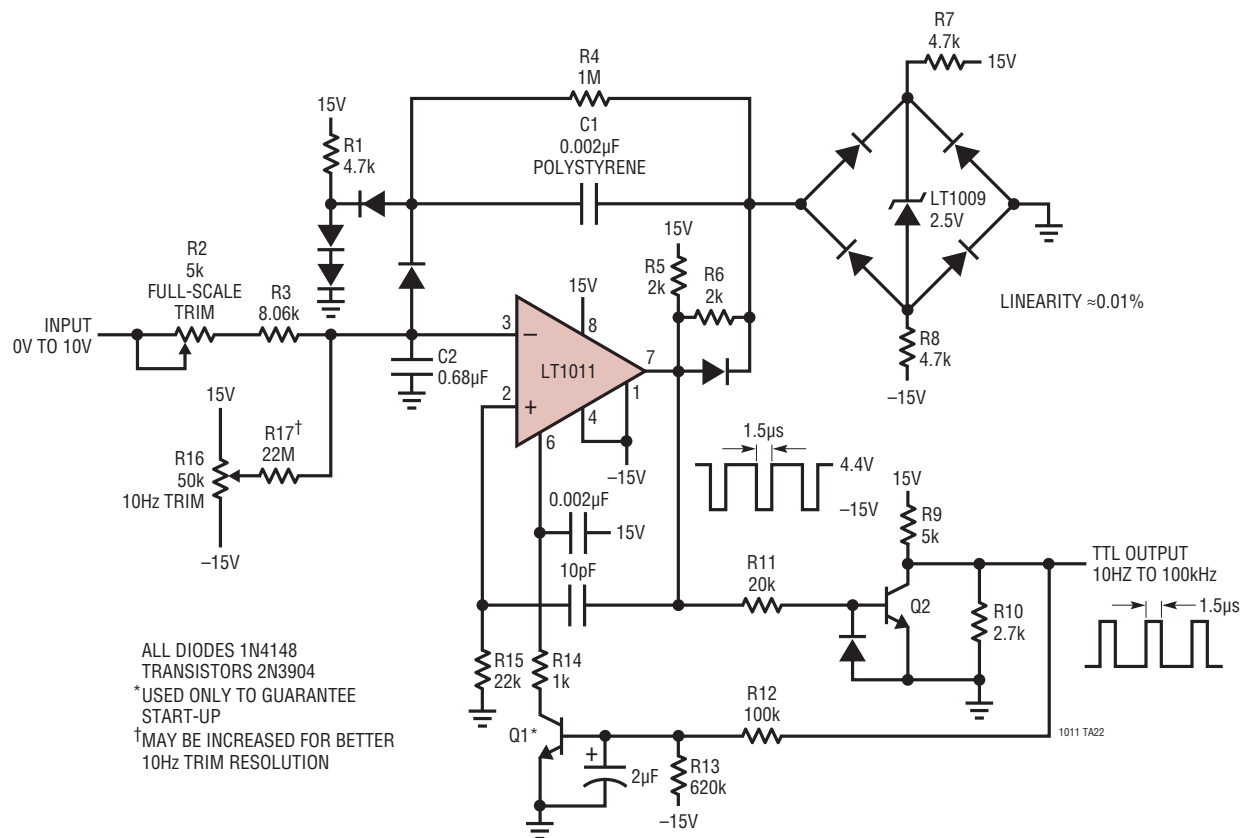 R7
4.7k
15V
R4
1M
C1
0.002µF
POLYSTYRENE
15V
R1
4.7k
LT1009
2.5V
LINEARITY ≈0.01%
R8
4.7k
–15V
R2
5k
FULL-SCALE
TRIM
R3
8.06k
INPUT
0V TO 10V
C2
0.68µF
15V
R5
2k
R6
2k
15V
3
–
8
LT1011
7
2
+
4
1
6
–15V
15V
R16
50k
10Hz TRIM
R17†
22M
–15V
1.5µs
4.4V
–15V
0.002µF
15V
10pF
R11
20k
15V
R9
5k
Q2
R10
2.7k
TTL OUTPUT
10HZ TO 100kHz
1.5µs
R15
22k
R14
1k
Q1*
+
2µF
R13
620k
–15V
R12
100k
1011 TA22
ALL DIODES 1N4148
TRANSISTORS 2N3904
*USED ONLY TO GUARANTEE
START-UP
†MAY BE INCREASED FOR BETTER
10Hz TRIM RESOLUTION